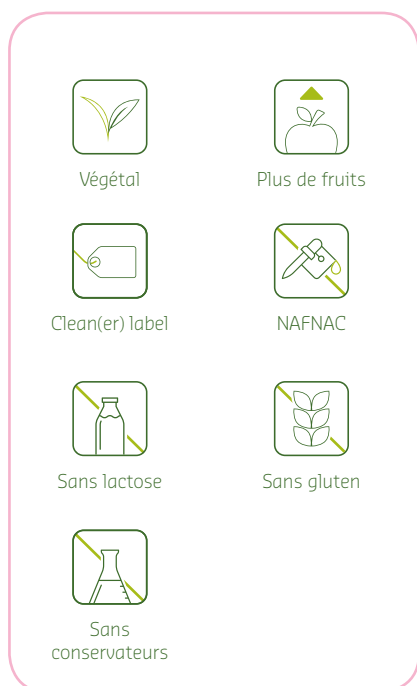 Végétal
Plus de fruits
Clean(er) label
NAFNAC
Sans lactose
Sans gluten
Sans
conservateurs